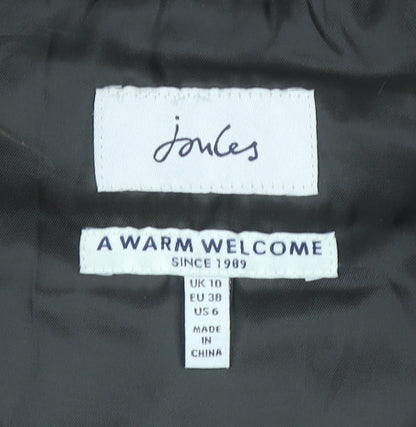 joules
A WARM WELCOME
SINCE 1989
UK 10
EU 38
US 6
MADE
IN
CHINA